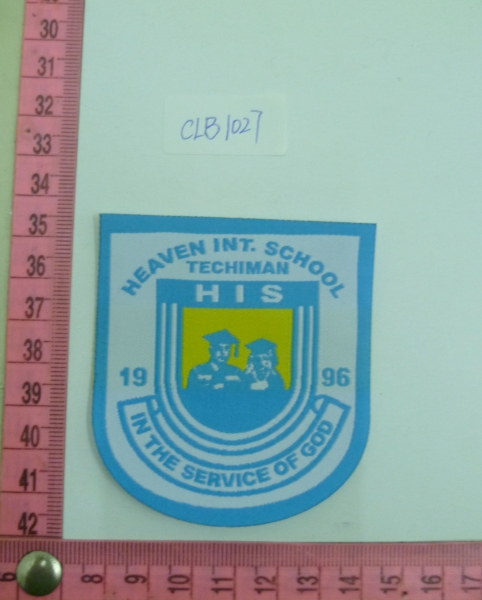 30
31
32
33
34
35
36
37
38
39
40
41
42
CLB1027
HEAVEN INT. SCHOOL
TECHIMAN
HIS
19 96
IN THE SERVICE OF GOD
6 8 9 10 11 12 13 14 15 16 17